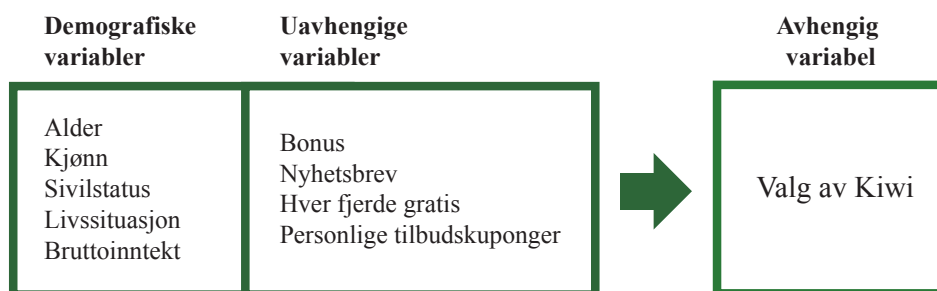 Demografiske
variabler
Uavhengige
variabler
Avhengig
variabel
Alder
Kjønn
Sivilstatus
Livssituasjon
Bruttoinntekt
Bonus
Nyhetsbrev
Hver fjerde gratis
Personlige tilbudskuponger
Valg av Kiwi